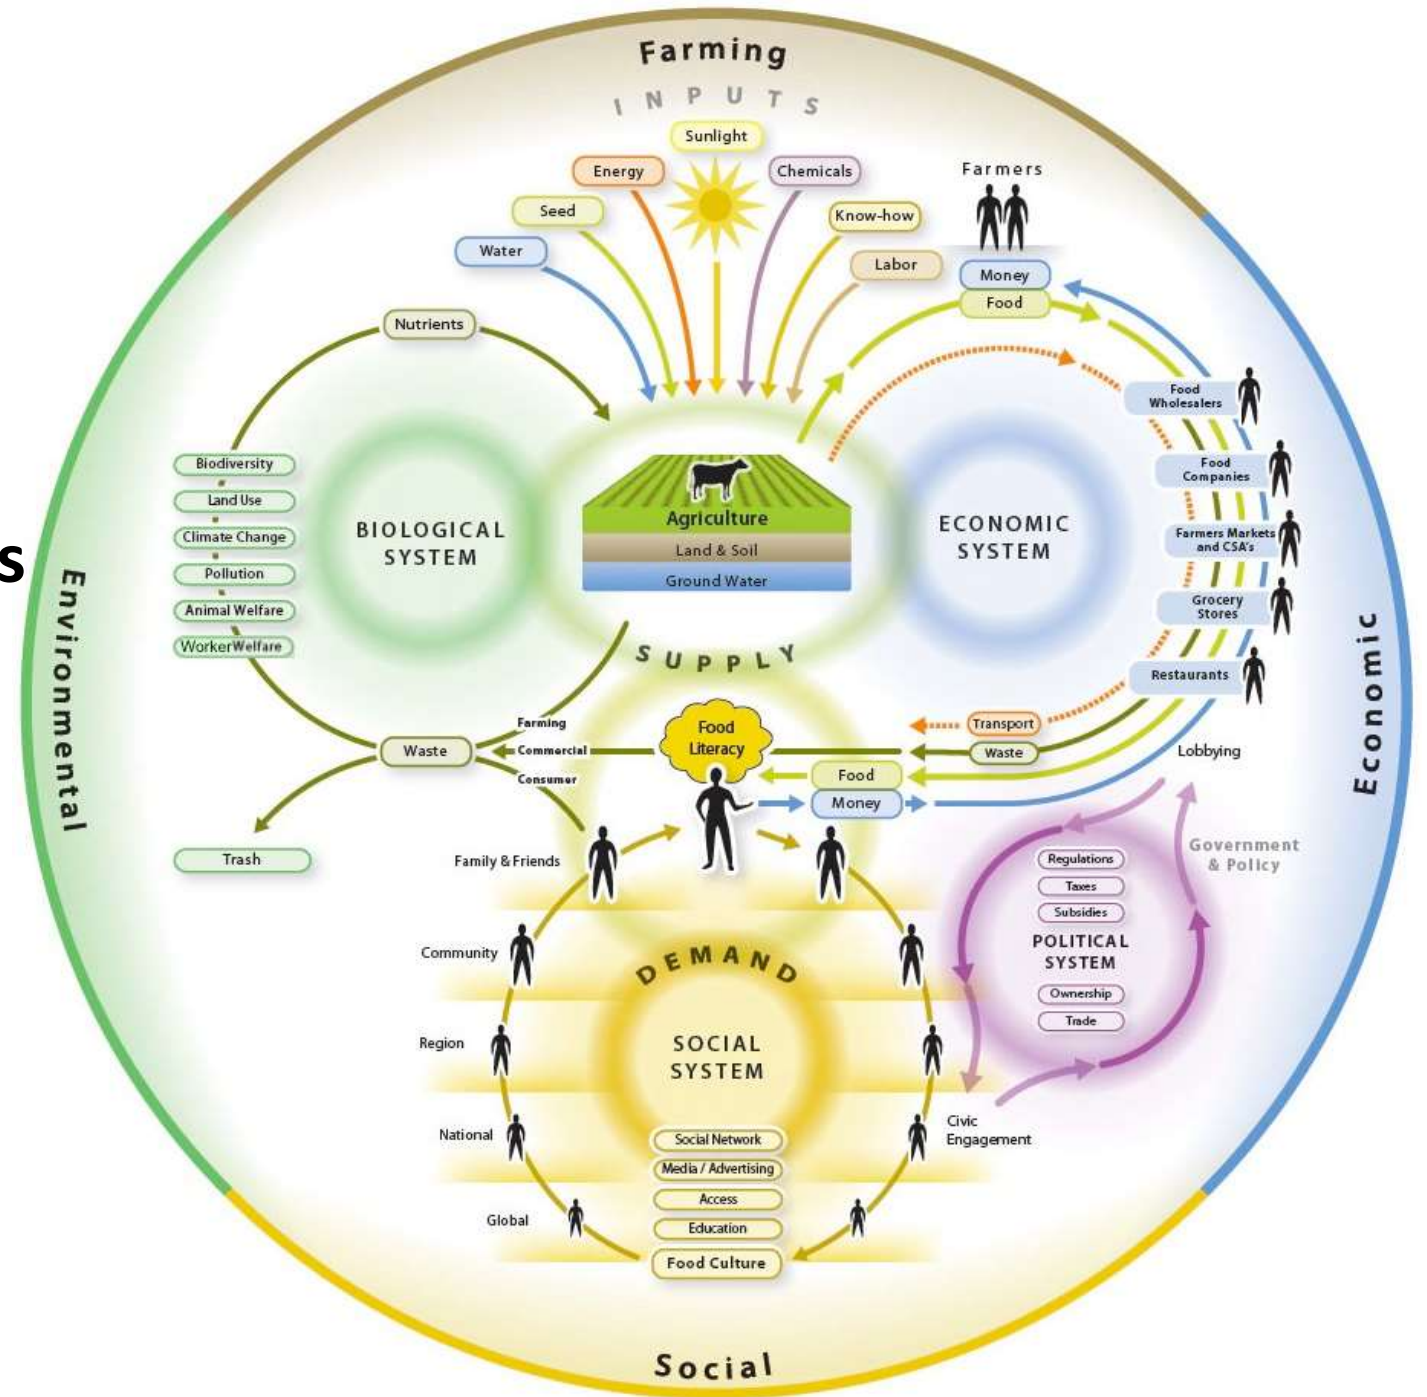 Farming
INPUTS
Sunlight
Energy
Chemicals
Seed
Know-how
Water
Labor
Farmers
Money
Food
Nutrients
Biodiversity
Land Use
Climate Change
Pollution
Animal Welfare
WorkerWelfare
BIOLOGICAL
SYSTEM
Agriculture
Land & Soil
Ground Water
ECONOMIC
SYSTEM
Food
Wholesalers
Food
Companies
Farmers Markets
and CSA's
Grocery
Stores
Restaurants
s
Environmental
Economic
SUPPLY
Food
Literacy
Farming
Commercial
Consumer
Waste
Trash
Transport
Waste
Food
Money
Lobbying
Government
& Policy
Regulations
Taxes
Subsidies
POLITICAL
SYSTEM
Ownership
Trade
Civic
Engagement
Family & Friends
Community
Region
National
Global
DEMAND
SOCIAL
SYSTEM
Social Network
Media / Advertising
Access
Education
Food Culture
Social